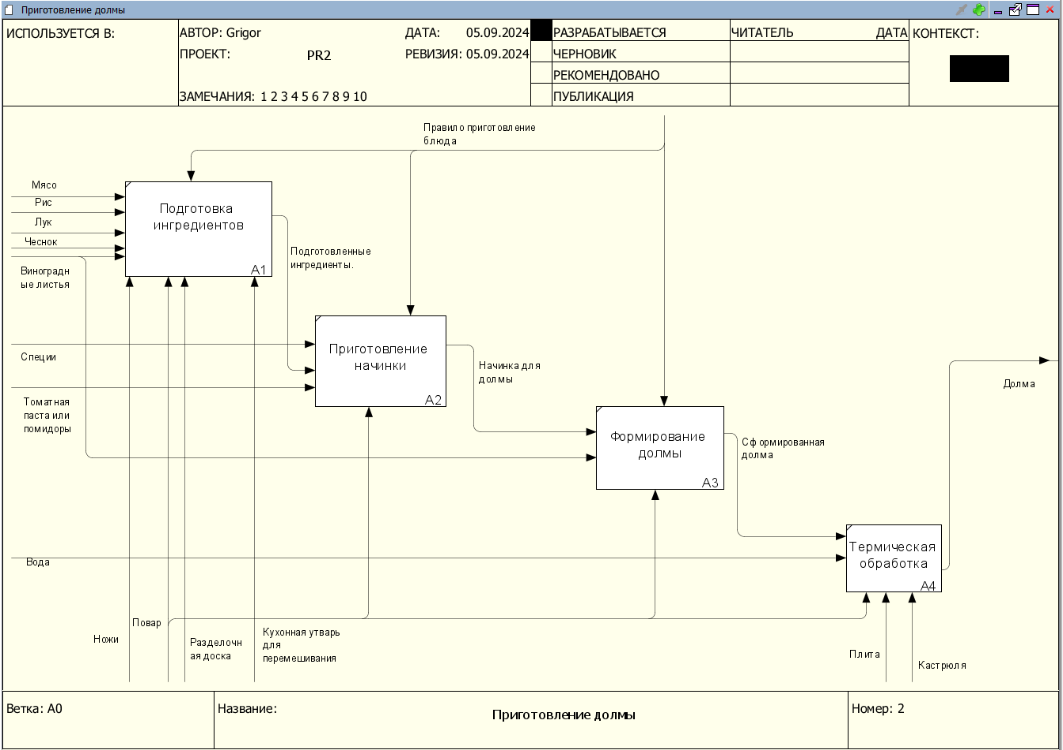 Приготовление долмы
ИСПОЛЬЗУЕТСЯ В:
АВТОР: Grigor
ДАТА: 05.09.2024
ПРОЕКТ: PR2
РЕВИЗИЯ: 05.09.2024
ЗАМЕЧАНИЯ: 1 2 3 4 5 6 7 8 9 10
РАЗРАБАТЫВАЕТСЯ
ЧЕРНОВИК
РЕКОМЕНДОВАНО
ПУБЛИКАЦИЯ
ЧИТАТЕЛЬ
ДАТА
КОНТЕКСТ:
Правило приготовление
блюда
Мясо
Рис
Лук
Чеснок
Виноградн
ые листья
Подготовка
ингредиентов
A1
Подготовленные
ингредиенты.
Специи
Томатная
паста или
помидоры
Приготовление
начинки
A2
Начинка для
долмы
Формирование
долмы
A3
Сформированная
долма
Долма
Вода
Термическая
обработка
A4
Ножи
Повар
Разделочн
ая доска
Кухонная утварь
для
перемешивания
Плита
Кастрюля
Ветка: A0
Название:
Приготовление долмы
Номер: 2